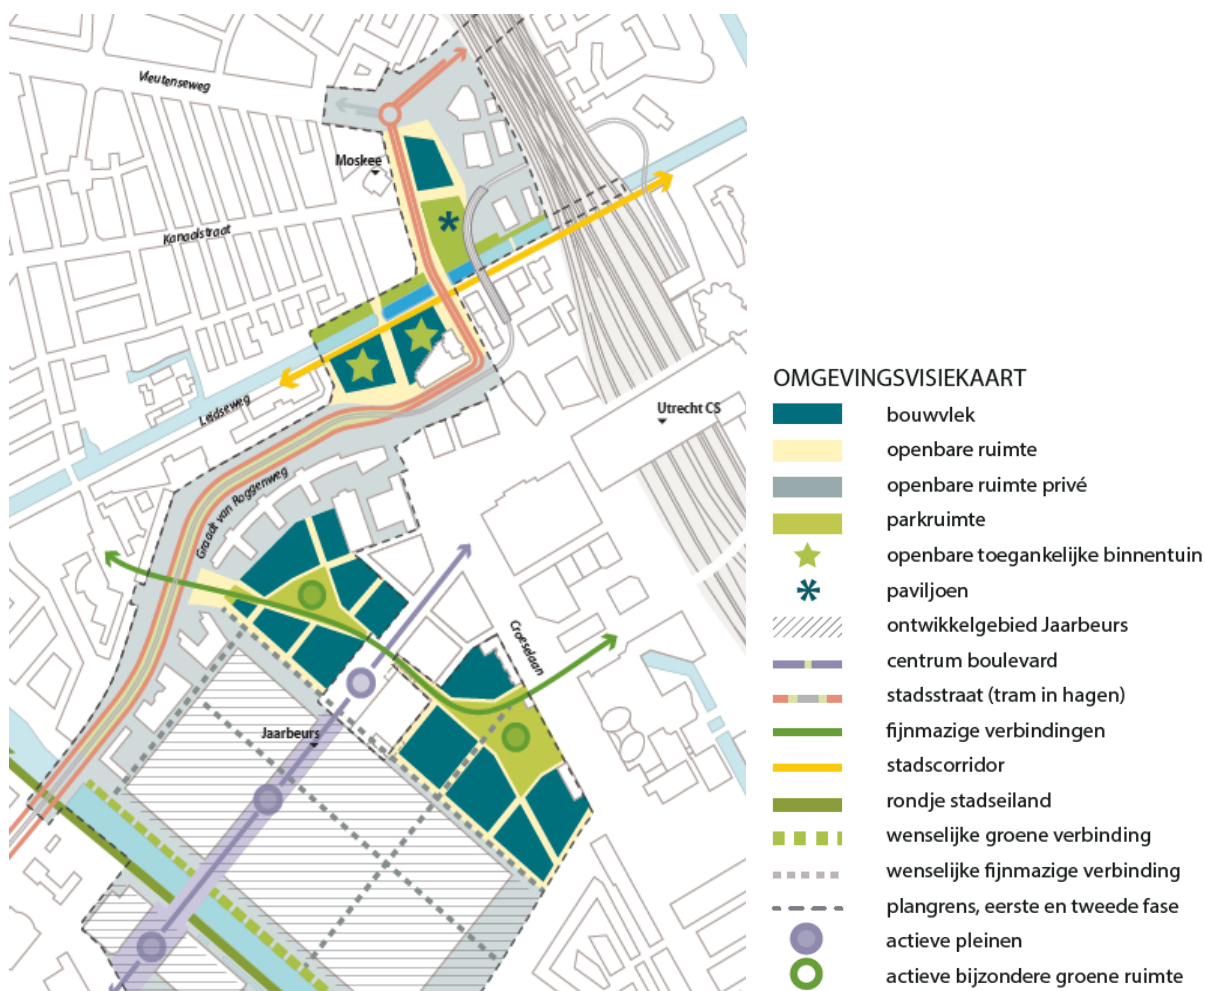 Vleutenseweg
Moskee
Kanaalstraat
Leidseweg
Utrecht CS
Graadt van Roggenweg
Croeselaan
Jaarbeurs
OMGEVINGSVISIEKAART
bouwvlek
openbare ruimte
openbare ruimte privé
parkruimte
openbare toegankelijke binnentuin
paviljoen
ontwikkelgebied Jaarbeurs
centrum boulevard
stadsstraat (tram in hagen)
fijnmazige verbindingen
stadscorridor
rondje stadseiland
wenselijke groene verbinding
wenselijke fijnmazige verbinding
plangrens, eerste en tweede fase
actieve pleinen
actieve bijzondere groene ruimte